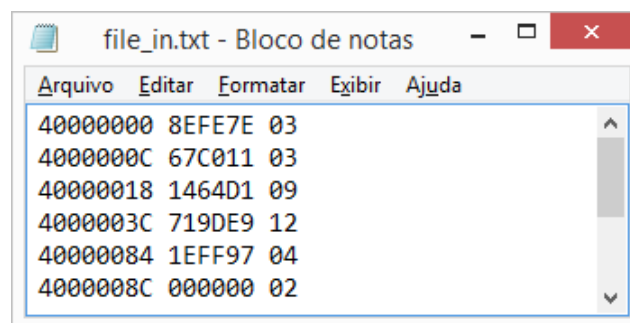 file_in.txt - Bloco de notas
Arquivo Editar Formatar Exibir Ajuda
40000000 8EFE7E 03
4000000C 67C011 03
40000018 1464D1 09
4000003C 719DE9 12
40000084 1EFF97 04
4000008C 000000 02